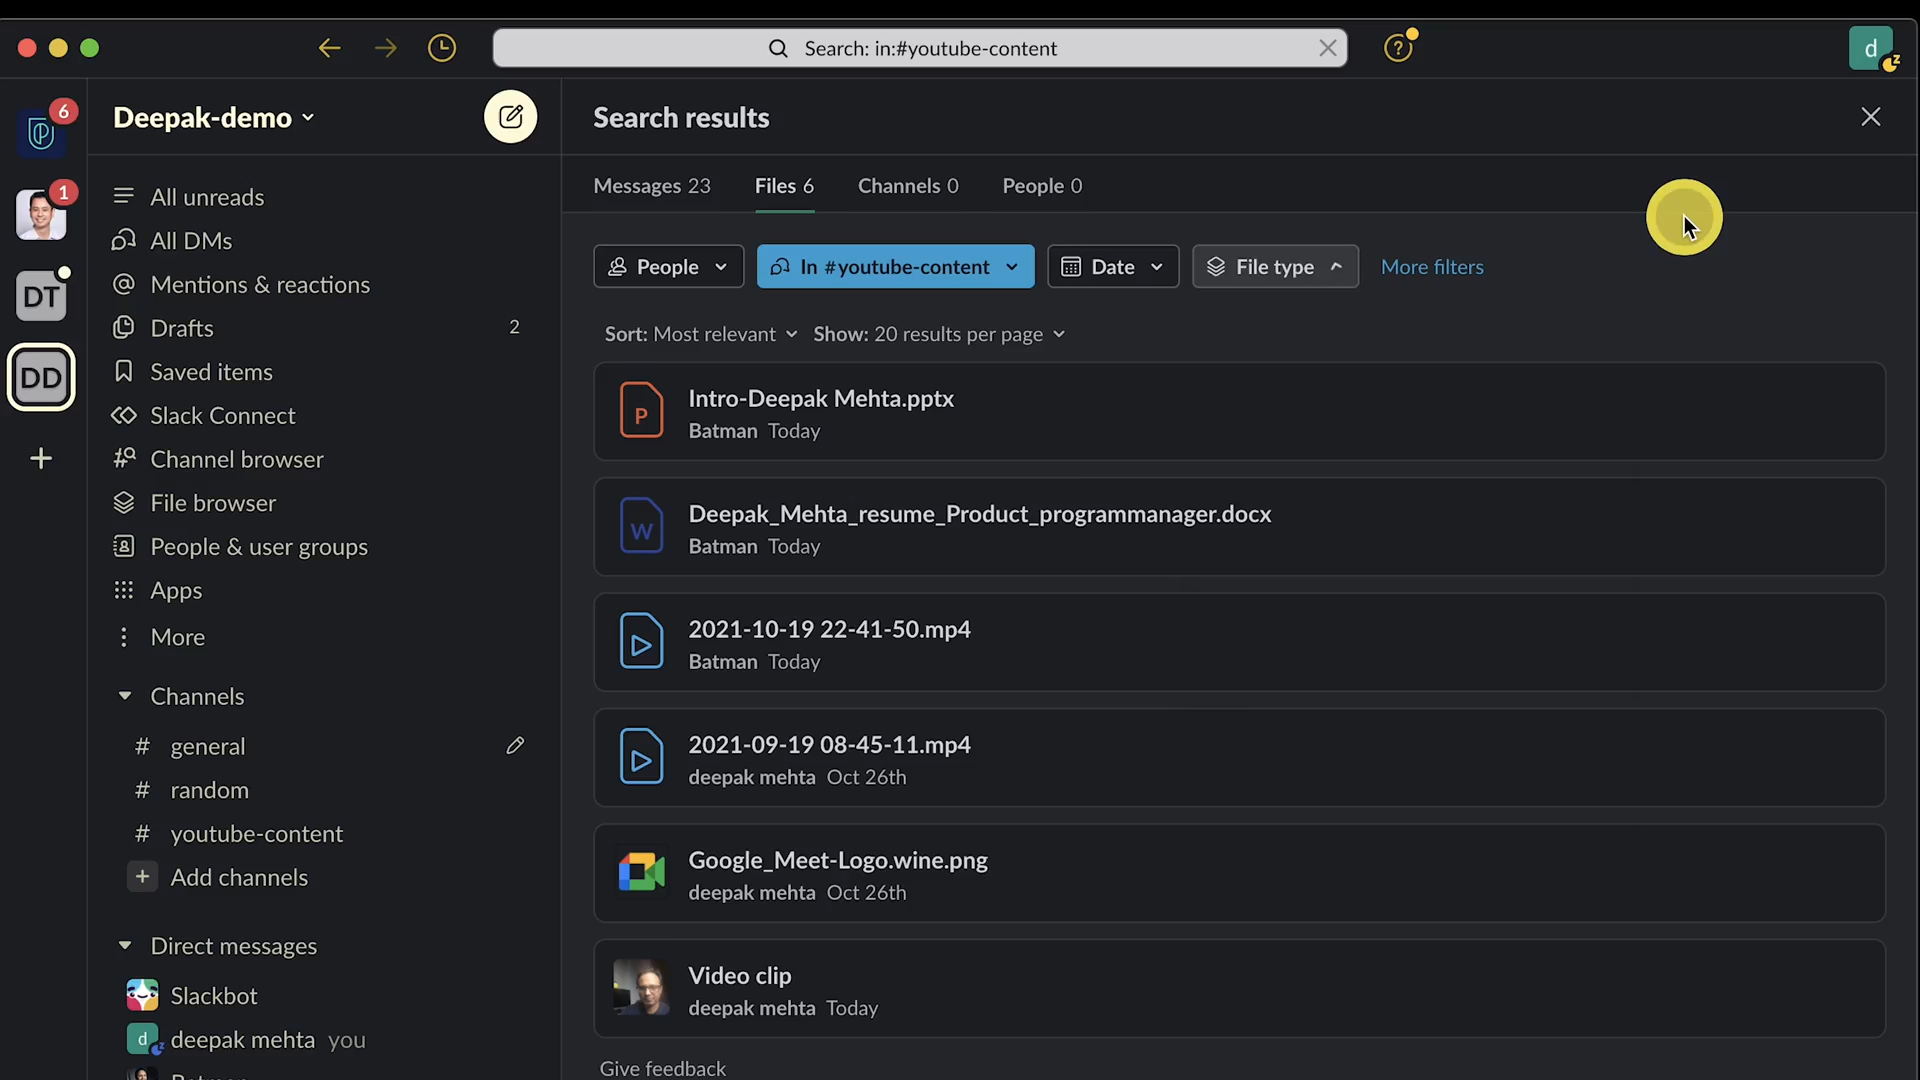 Search: in:#youtube-content
d
6
1
DT
DD
Deepak-demo
All unreads
All DMs
Mentions & reactions
Drafts 2
Saved items
Slack Connect
Channel browser
File browser
People & user groups
Apps
More
Channels
# general
# random
# youtube-content
+ Add channels
Direct messages
Slackbot
d deepak mehta you
Search results
Messages 23 Files 6 Channels 0 People 0
People In #youtube-content Date File type More filters
Sort: Most relevant Show: 20 results per page
P
Intro-Deepak Mehta.pptx
Batman Today
W
Deepak_Mehta_resume_Product_programmanager.docx
Batman Today
2021-10-19 22-41-50.mp4
Batman Today
2021-09-19 08-45-11.mp4
deepak mehta Oct 26th
Google_Meet-Logo.wine.png
deepak mehta Oct 26th
Video clip
deepak mehta Today
Give feedback